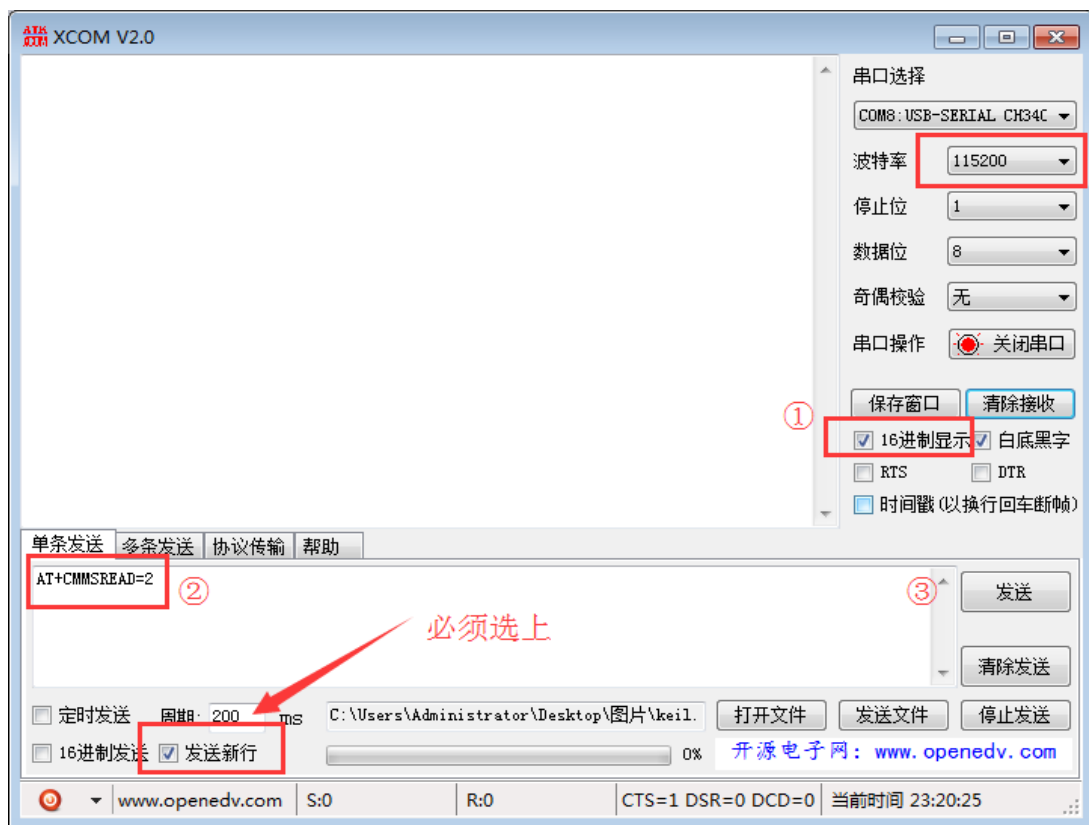 ATK COM XCOM V2.0
串口选择
COM8:USB-SERIAL CH34C
波特率 115200
停止位 1
数据位 8
奇偶校验 无
串口操作 关闭串口
保存窗口 清除接收
① 16进制显示 白底黑字
RTS DTR
时间戳(以换行回车断帧)
单条发送 多条发送 协议传输 帮助
AT+CMMSREAD=2 ② ③ 发送
必须选上
清除发送
定时发送 周期: 200 ms C:\Users\Administrator\Desktop\图片\keil. 打开文件 发送文件 停止发送
16进制发送 发送新行 0% 开源电子网: www.openedv.com
www.openedv.com S:0 R:0 CTS=1 DSR=0 DCD=0 当前时间 23:20:25